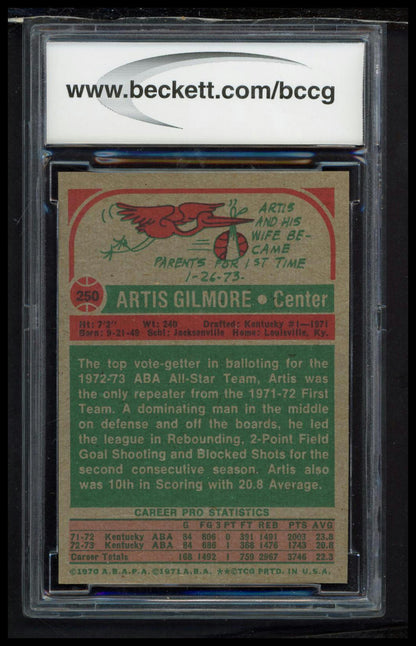 www.beckett.com/bccg
ARTIS
AND HIS
WIFE BE-
CAME
PARENTS FOR 1ST TIME
1-26-73.
250
ARTIS GILMORE • Center
Ht: 7'2" Wt: 240 Drafted: Kentucky #1—1971
Born: 9-21-49 Schl: Jacksonville Home: Louisville, Ky.
The top vote-getter in balloting for the
1972-73 ABA All-Star Team, Artis was
the only repeater from the 1971-72 First
Team. A dominating man in the middle
on defense and off the boards, he led
the league in Rebounding, 2-Point Field
Goal Shooting and Blocked Shots for the
second consecutive season. Artis also
was 10th in Scoring with 20.8 Average.
CAREER PRO STATISTICS
G FG 3PT FT REB PTS AVG
71-72 Kentucky ABA 84 806 0 391 1491 2003 23.8
72-73 Kentucky ABA 84 686 1 368 1476 1743 20.8
Career Totals 168 1492 1 759 2967 3746 22.3
©1970 A.B.A.P.A. ©1971 A.B.A. ★★©TCG PRTD. IN U.S.A.